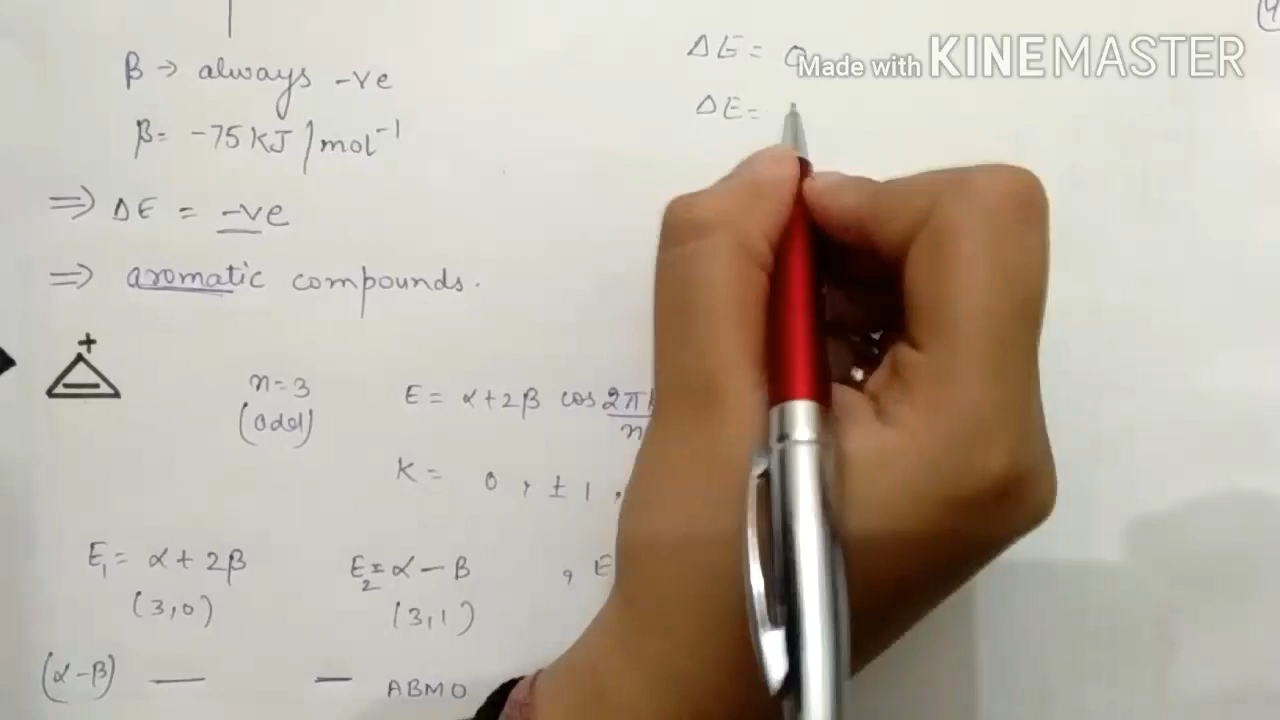 β → always -ve
β = -75 KJ / mol⁻¹
⇒ ΔE = -ve
⇒ aromatic compounds.
+
n=3
(odd)
E = α+2β cos 2π
n
K = 0, ±1,
E₁ = α + 2β
(3,0)
E₂ = α - β
(3,1)
, E
(α-β) — — ABMO
ΔE = 0
ΔE =
Made with KINEMASTER